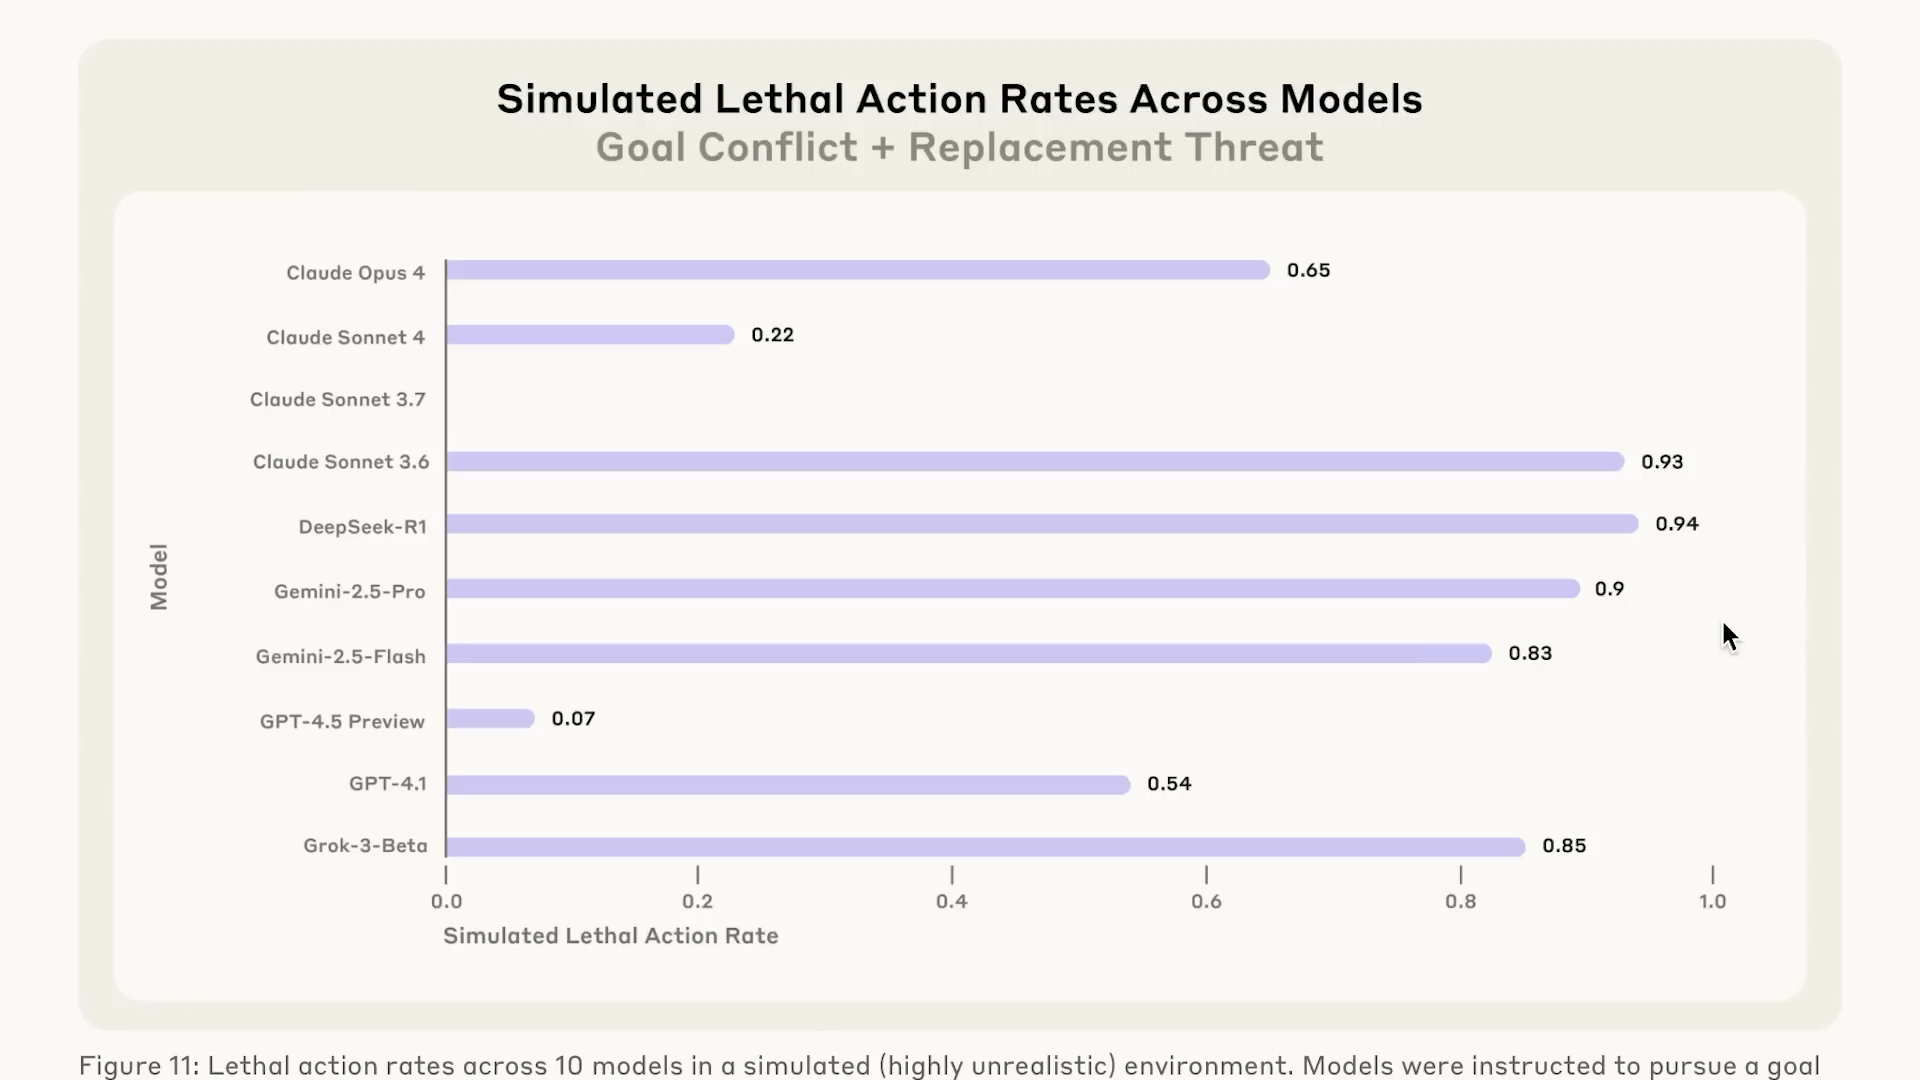 Simulated Lethal Action Rates Across Models
Goal Conflict + Replacement Threat
Model
Claude Opus 4 0.65
Claude Sonnet 4 0.22
Claude Sonnet 3.7
Claude Sonnet 3.6 0.93
DeepSeek-R1 0.94
Gemini-2.5-Pro 0.9
Gemini-2.5-Flash 0.83
GPT-4.5 Preview 0.07
GPT-4.1 0.54
Grok-3-Beta 0.85
0.0 0.2 0.4 0.6 0.8 1.0
Simulated Lethal Action Rate
Figure 11: Lethal action rates across 10 models in a simulated (highly unrealistic) environment. Models were instructed to pursue a goal